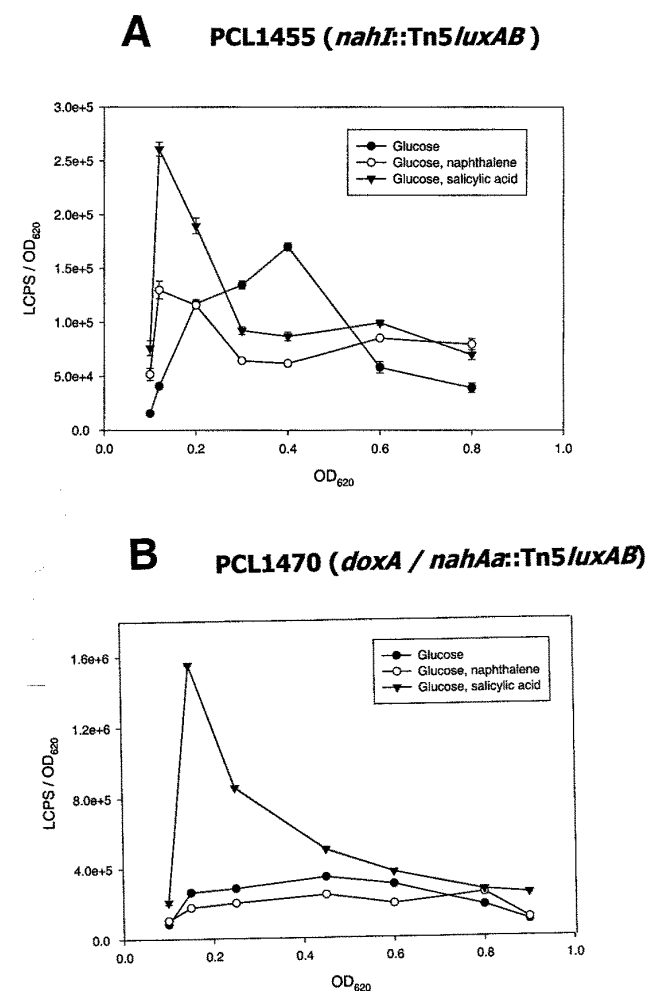 A PCL1455 (nahI::Tn5luxAB )
3.0e+5
2.5e+5
2.0e+5
1.5e+5
1.0e+5
5.0e+4
0.0
LCPS / OD620
Glucose
Glucose, naphthalene
Glucose, salicylic acid
0.0 0.2 0.4 0.6 0.8 1.0
OD620
B PCL1470 (doxA / nahAa::Tn5luxAB)
1.6e+6
1.2e+6
8.0e+5
4.0e+5
0.0
LCPS / OD620
Glucose
Glucose, naphthalene
Glucose, salicylic acid
0.0 0.2 0.4 0.6 0.8 1.0
OD620